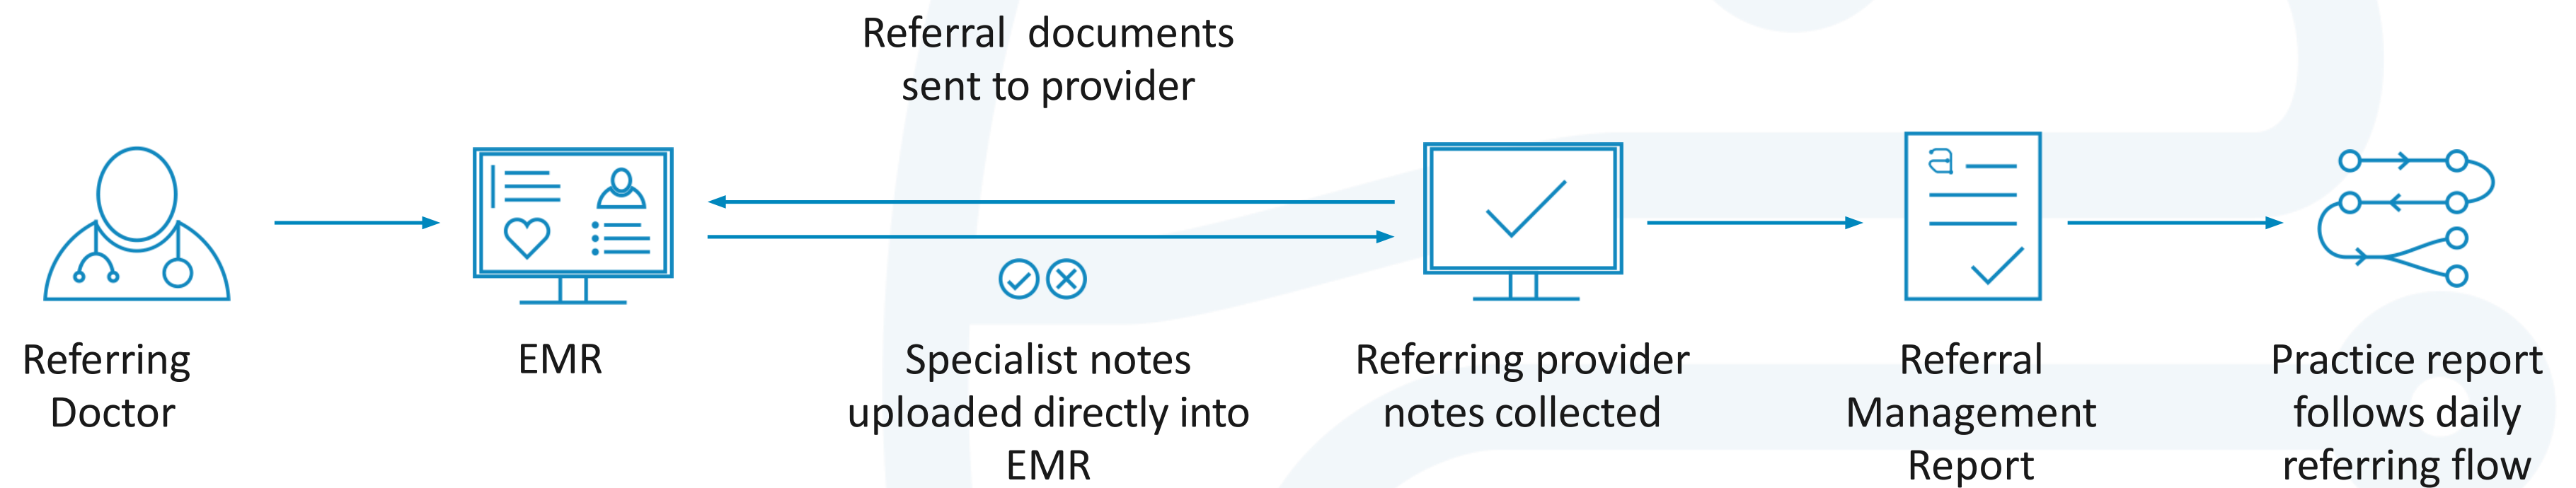 Referral documents
sent to provider
a
Referring
Doctor
EMR
Specialist notes
uploaded directly into
EMR
Referring provider
notes collected
Referral
Management
Report
Practice report
follows daily
referring flow